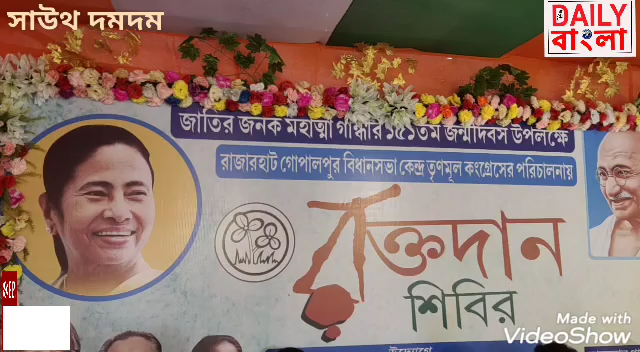 সাউথ দমদম
DAILY
বাংলা
জাতির জনক মহাত্মা গান্ধীর ১৫১তম জন্মদিবস উপলক্ষে
রাজারহাট গোপালপুর বিধানসভা কেন্দ্র তৃণমূল কংগ্রেসের পরিচালনায়
রক্তদান
শিবির
Made with
VideoShow